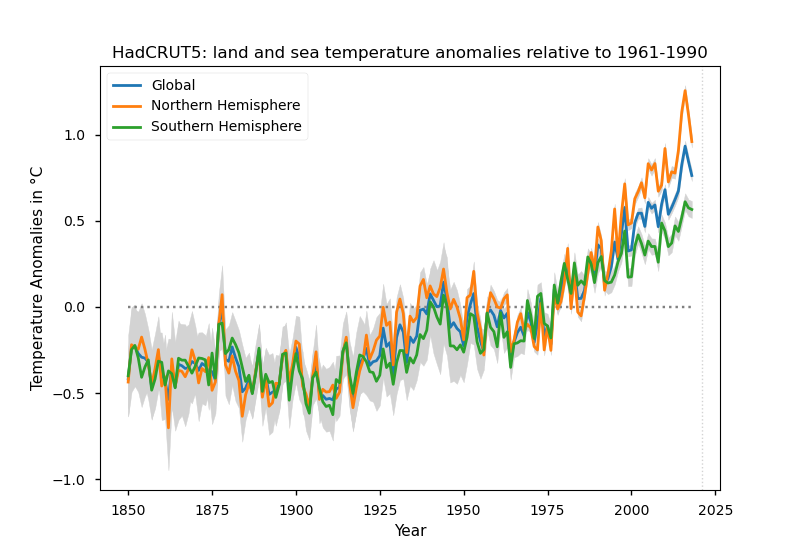 HadCRUT5: land and sea temperature anomalies relative to 1961-1990
Global
Northern Hemisphere
Southern Hemisphere
Temperature Anomalies in °C
1.0
0.5
0.0
−0.5
−1.0
1850 1875 1900 1925 1950 1975 2000 2025
Year